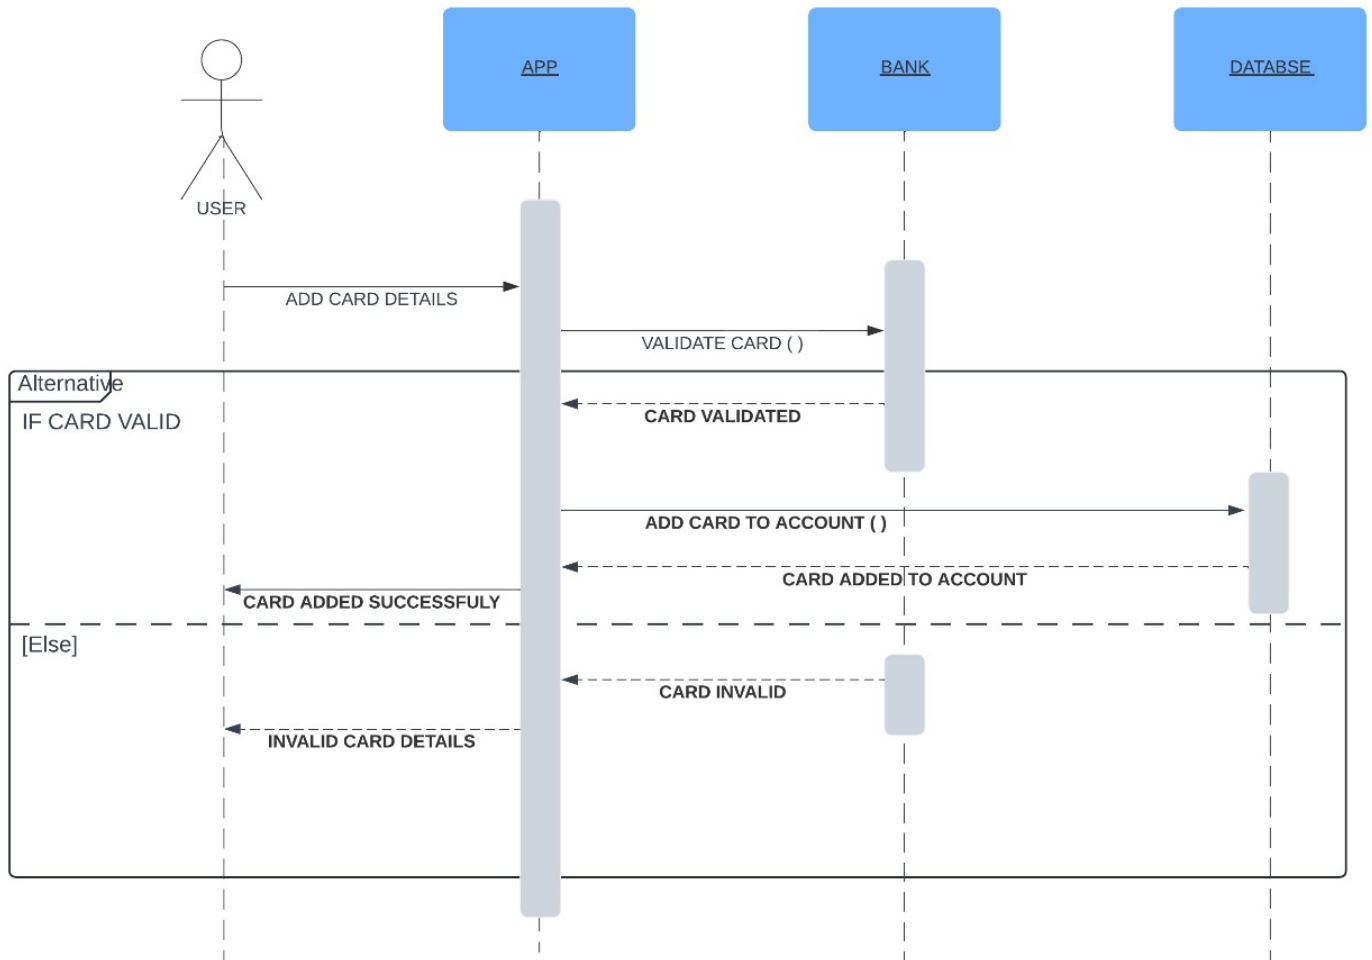 APP
BANK
DATABSE
USER
ADD CARD DETAILS
VALIDATE CARD ( )
Alternative
IF CARD VALID
CARD VALIDATED
ADD CARD TO ACCOUNT ( )
CARD ADDED TO ACCOUNT
CARD ADDED SUCCESSFULY
[Else]
CARD INVALID
INVALID CARD DETAILS